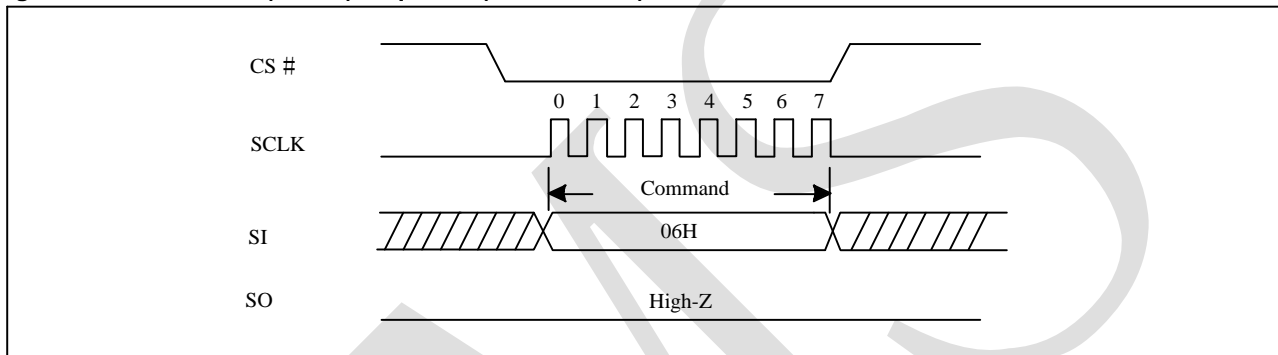 CS #
0 1 2 3 4 5 6 7
SCLK
Command
SI
06H
SO
High-Z